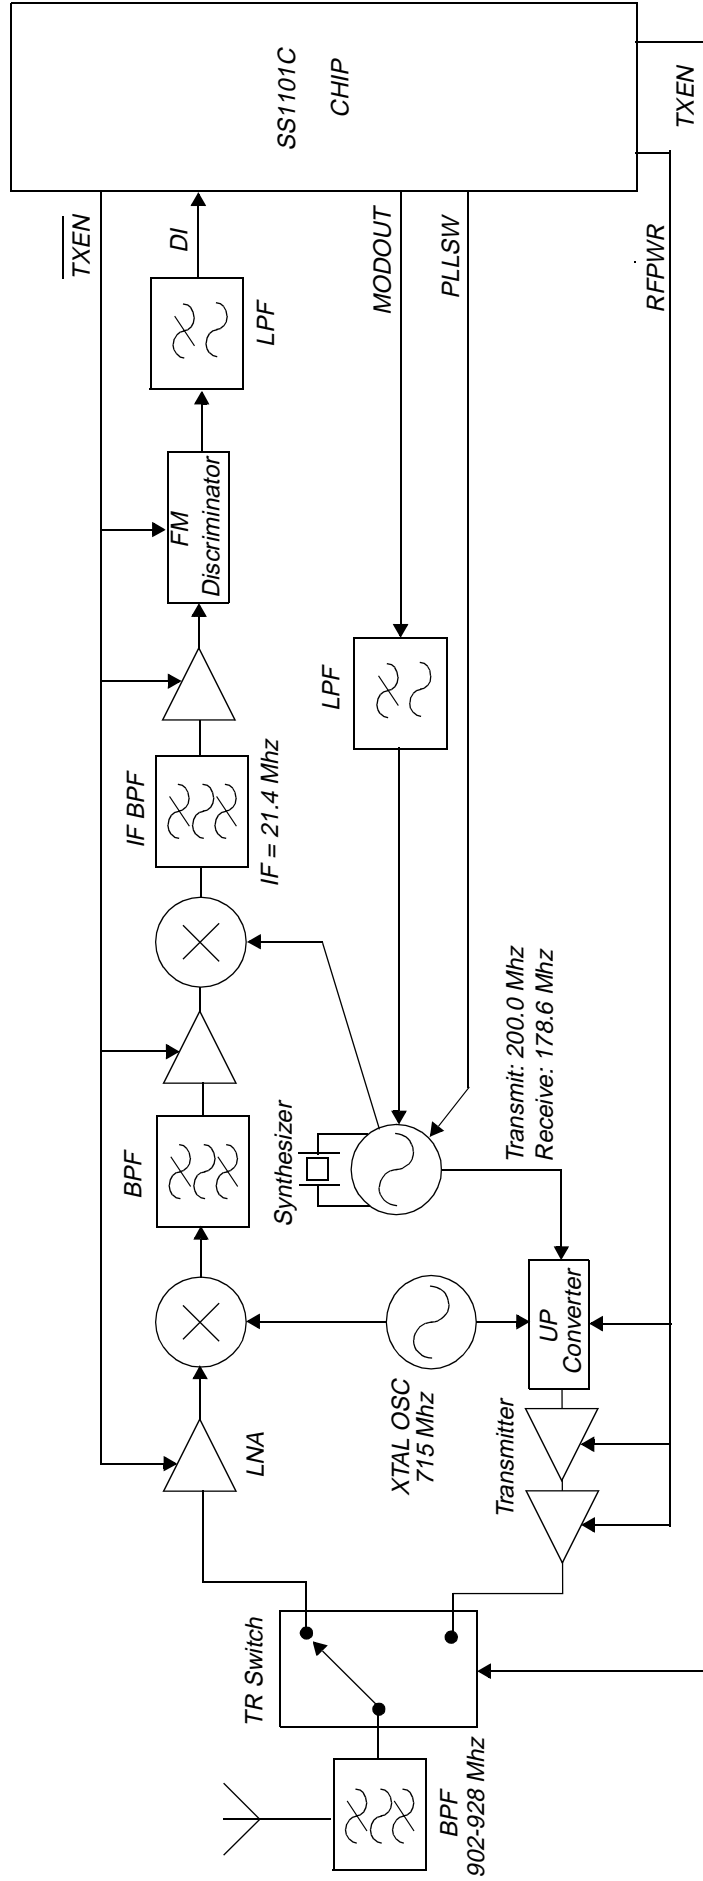 SS1101C
CHIP
TXEN
DI
LPF
FM
Discriminator
IF BPF
IF = 21.4 Mhz
BPF
LNA
MODOUT
PLLSW
LPF
Synthesizer
Transmit: 200.0 Mhz
Receive: 178.6 Mhz
XTAL OSC
715 Mhz
UP
Converter
Transmitter
TR Switch
BPF
902-928 Mhz
RFPWR
TXEN